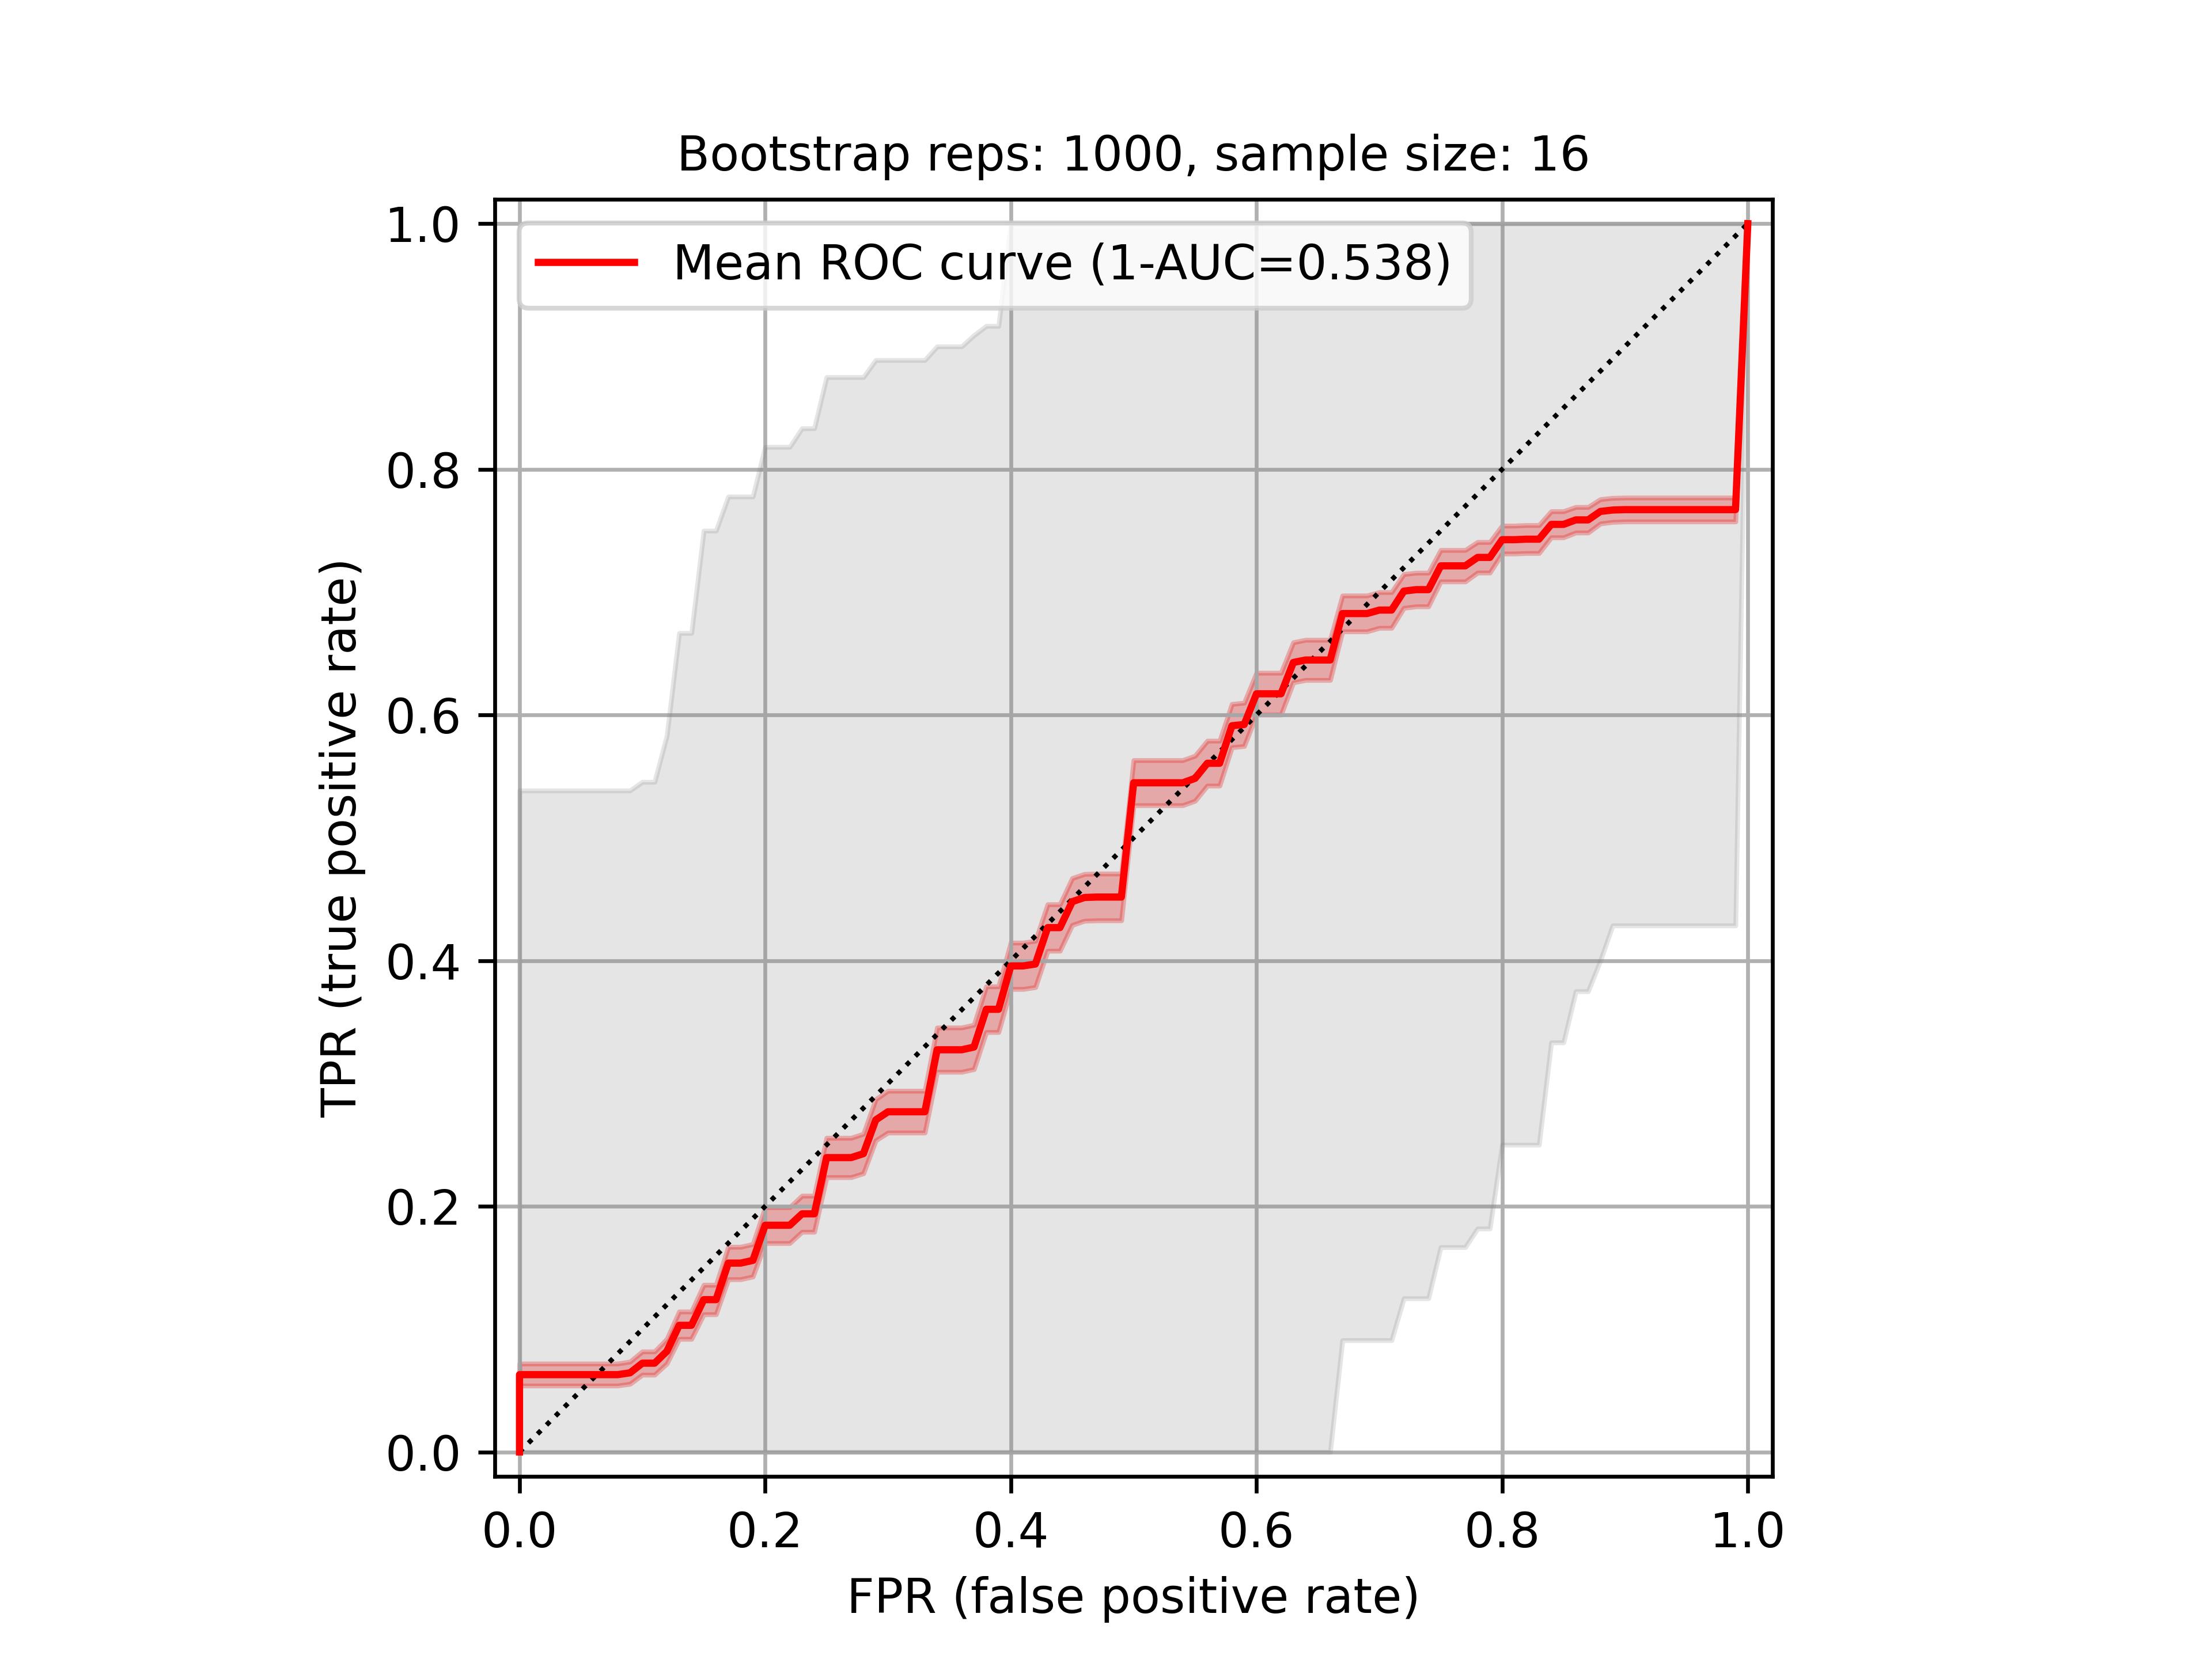 Bootstrap reps: 1000, sample size: 16
Mean ROC curve (1-AUC=0.538)
1.0
0.8
0.6
0.4
0.2
0.0
TPR (true positive rate)
0.0 0.2 0.4 0.6 0.8 1.0
FPR (false positive rate)